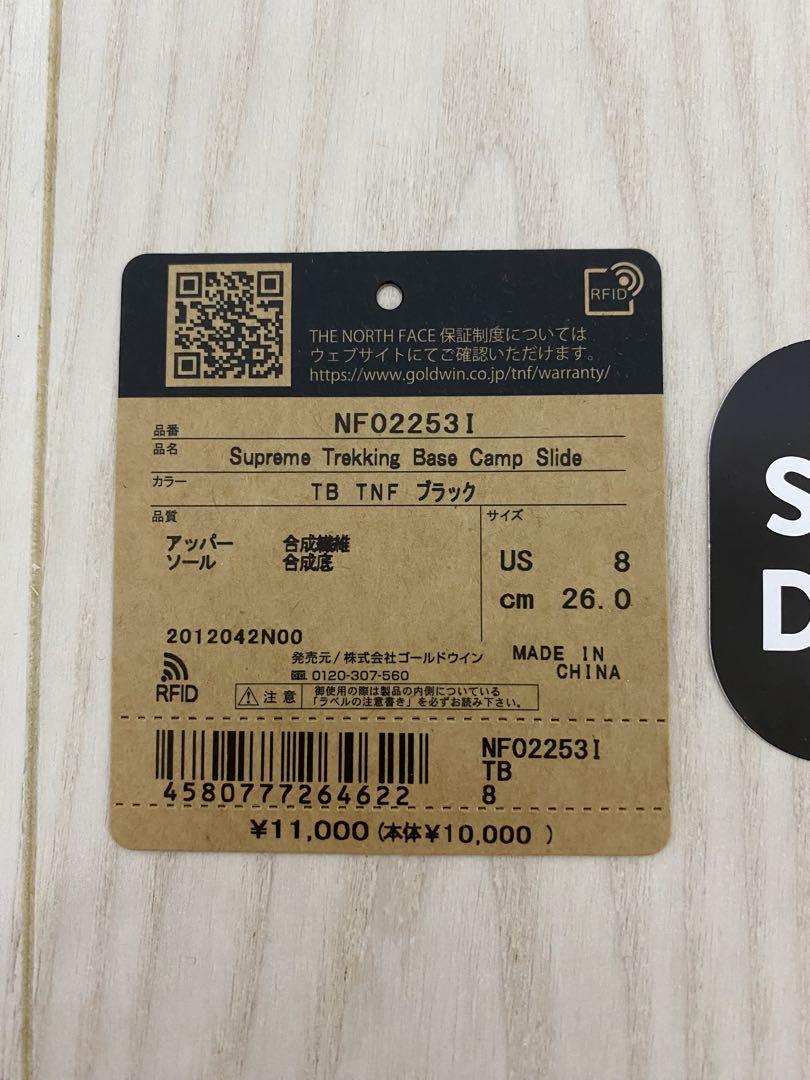 RFID
THE NORTH FACE 保証制度については
ウェブサイトにてご確認いただけます。
https://www.goldwin.co.jp/tnf/warranty/
品番 NF02253I
品名 Supreme Trekking Base Camp Slide
カラー TB TNF ブラック
品質 サイズ
アッパー 合成繊維
ソール 合成底
US 8
cm 26.0
2012042N00
RFID
発売元/株式会社ゴールドウイン
0120-307-560
MADE IN
CHINA
注意 御使用の際は製品の内側についている
「ラベルの注意書き」を必ずお読み下さい。
4580777264622
NF02253I
TB
8
¥11,000 (本体¥10,000 )
S
D